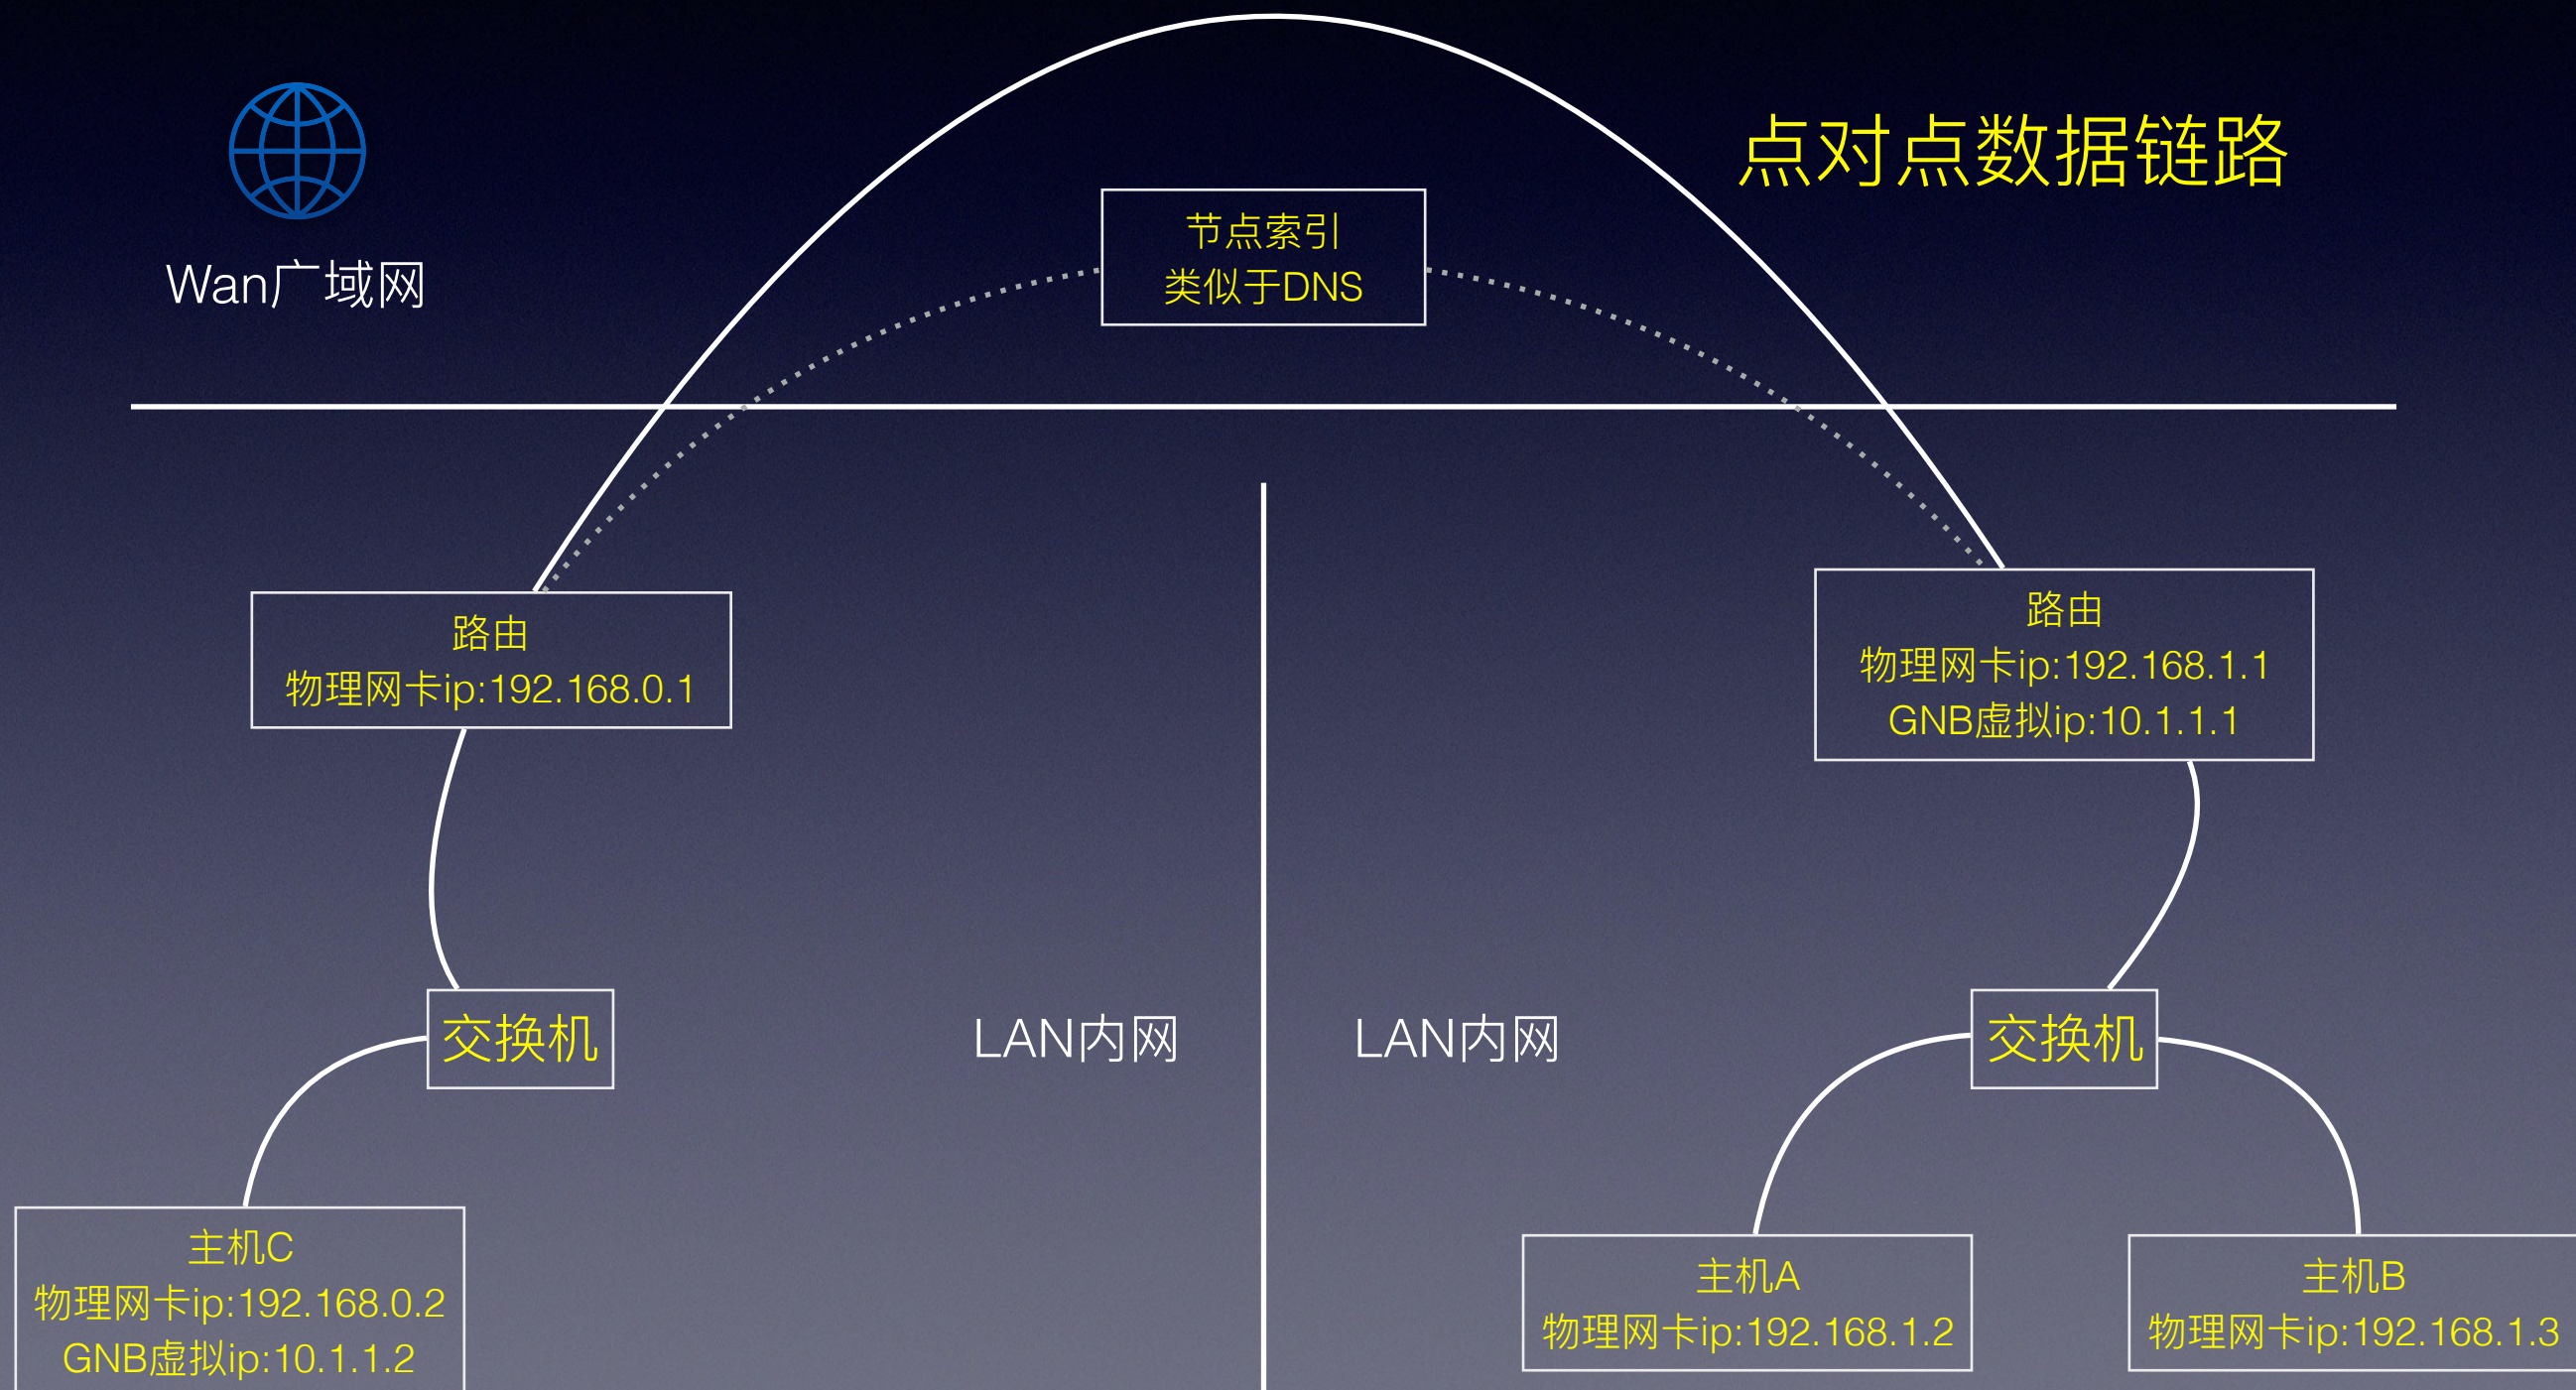 点对点数据链路
节点索引
类似于DNS
Wan广域网
路由
物理网卡ip:192.168.0.1
路由
物理网卡ip:192.168.1.1
GNB虚拟ip:10.1.1.1
交换机
LAN内网
LAN内网
交换机
主机C
物理网卡ip:192.168.0.2
GNB虚拟ip:10.1.1.2
主机A
物理网卡ip:192.168.1.2
主机B
物理网卡ip:192.168.1.3